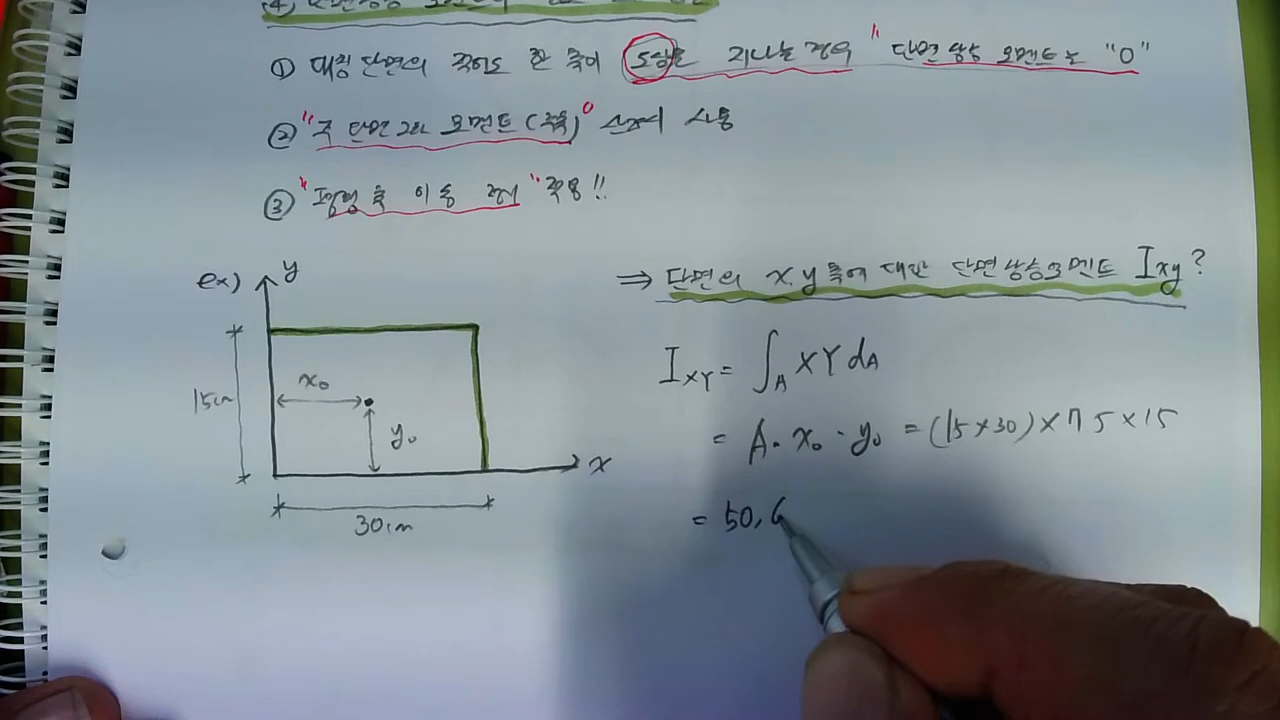 ① 대칭 단면의 적어도 한 축이 도심을 지나는 경우 "단면 상승 모멘트는 "0"
② "주 단면 2차 모멘트(주축)" 산정시 사용
③ "평행 축 이동 정리" 적용!!
ex) y
⇒ 단면의 x, y 축에 대한 단면상승모멘트 Ixy?
15cm x₀ y₀ x
I_XY = ∫_A XY dA
= A · x₀ · y₀ = (15×30)×7.5×15
30cm
= 50,6